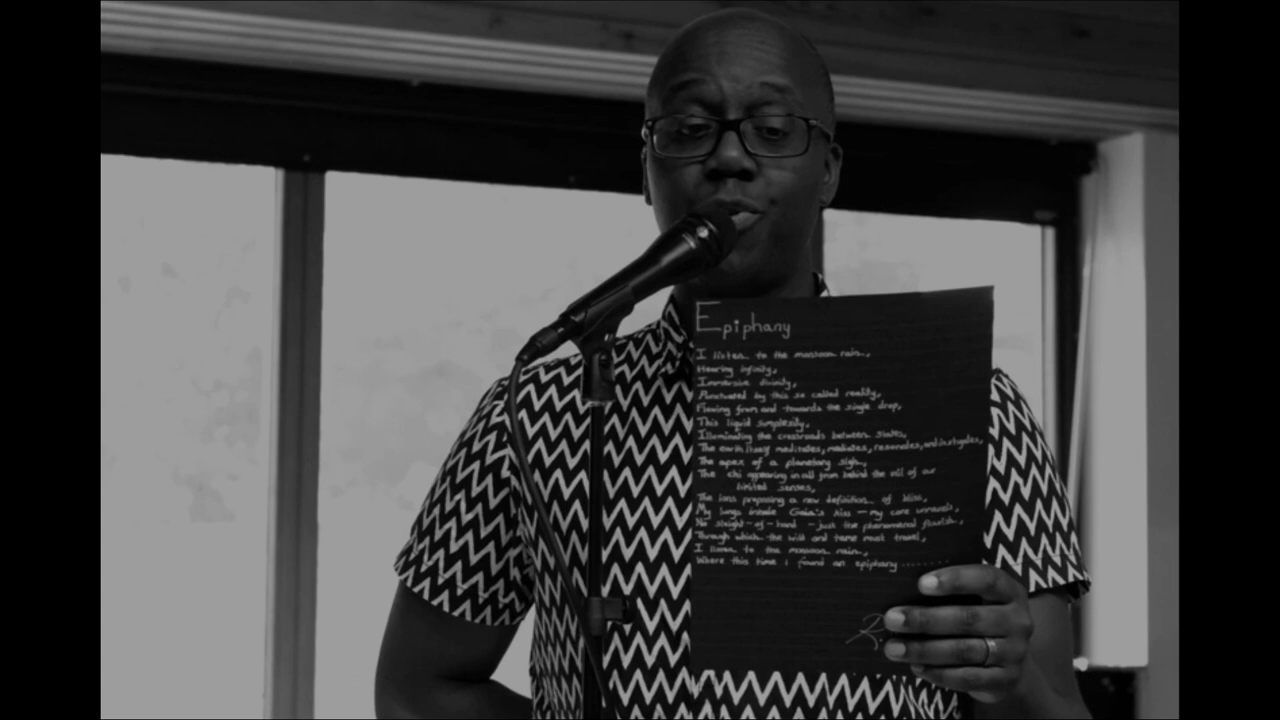 Epiphany
I listen to the monsoon rain,
Hearing infinity,
Immersive divinity,
Punctuated by this so called reality,
Flowing from and towards the single drop,
This liquid simplexity,
Illuminating the crossroads between states,
The earth itself meditates, mediates, resonates, and instigates,
The apex of a planetary sigh,
The chi appearing in all from behind the veil of our
limited senses,
The ions proposing a new definition of bliss,
My lungs inhale Gaia's kiss - my core unravels,
No sleight-of-hand - just the phenomenal flourish,
Through which the wild and tame must travel,
I listen to the monsoon rain,
Where this time i found an epiphany ........